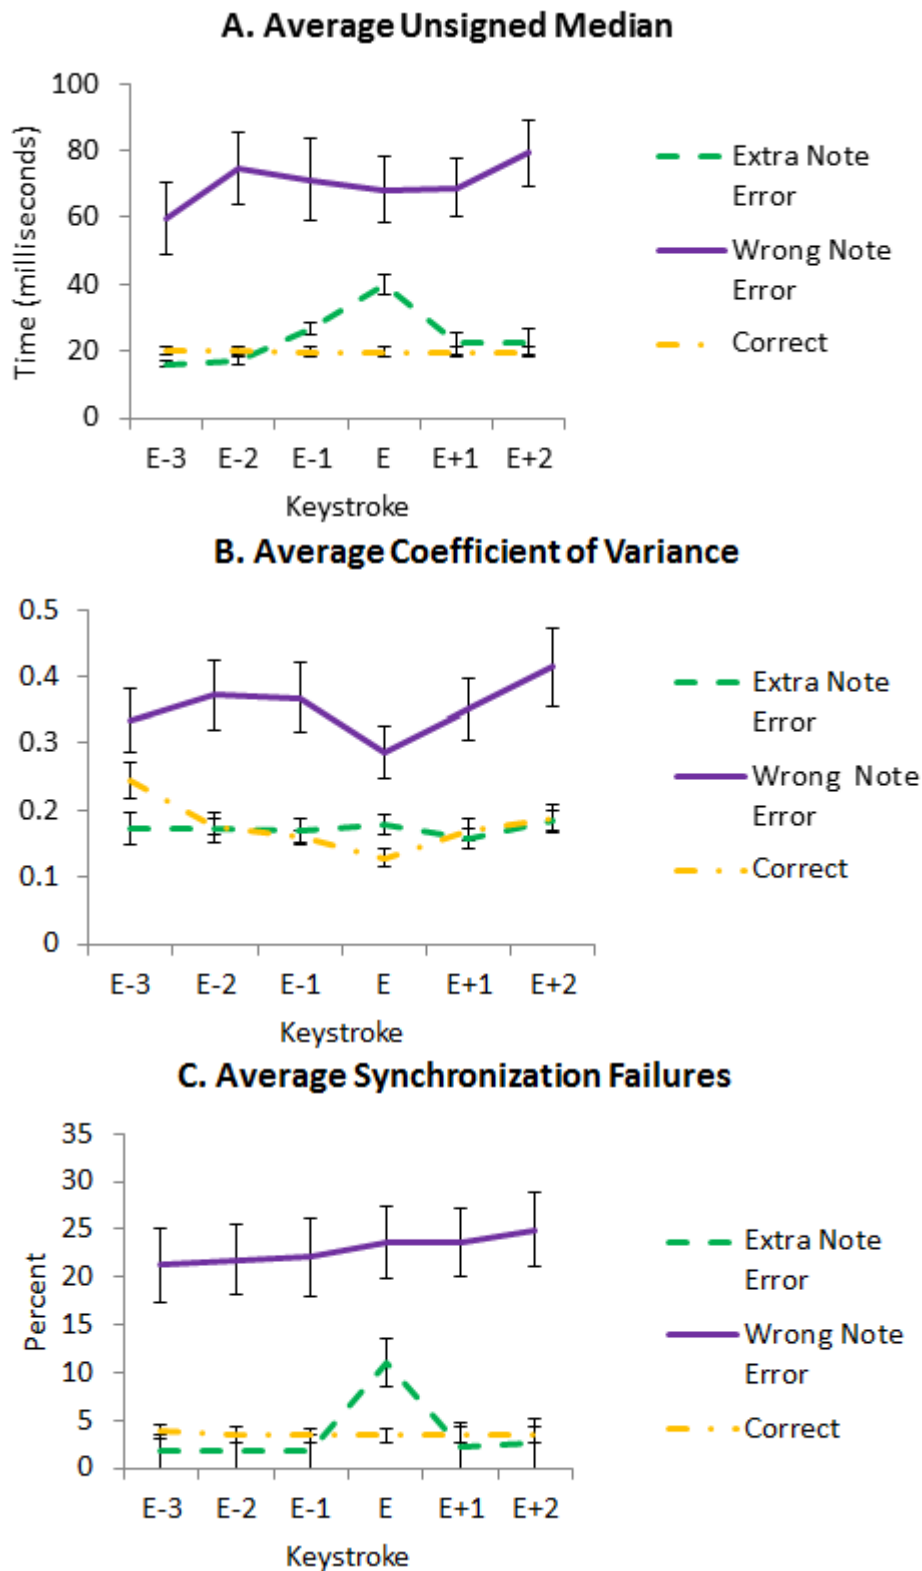 A. Average Unsigned Median
100
80
60
40
20
0
Time (milliseconds)
E-3 E-2 E-1 E E+1 E+2
Keystroke
Extra Note
Error
Wrong Note
Error
Correct
B. Average Coefficient of Variance
0.5
0.4
0.3
0.2
0.1
0
E-3 E-2 E-1 E E+1 E+2
Keystroke
Extra Note
Error
Wrong Note
Error
Correct
C. Average Synchronization Failures
35
30
25
20
15
10
5
0
Percent
E-3 E-2 E-1 E E+1 E+2
Keystroke
Extra Note
Error
Wrong Note
Error
Correct